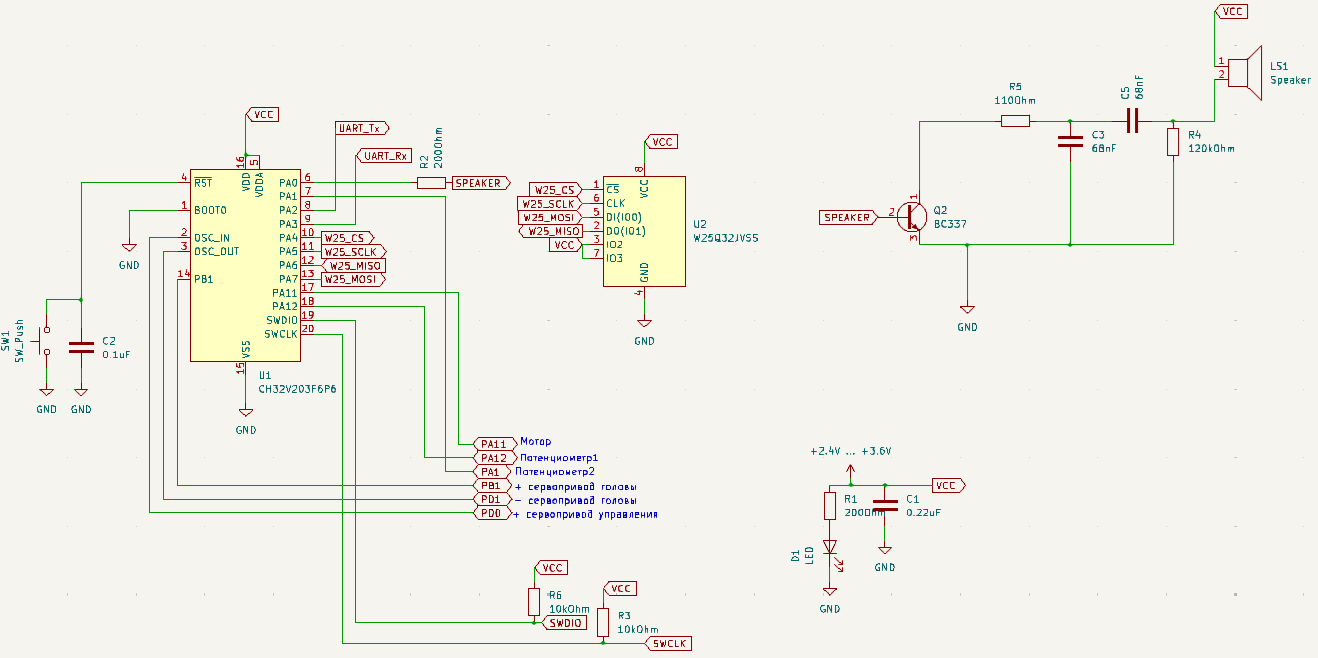 VCC
LS1
Speaker
1
2
R5
110Ohm
C5
68nF
C3
68nF
R4
120kOhm
SPEAKER
2
1
3
Q2
BC337
GND
VCC
UART_Tx
UART_Rx
R2
200Ohm
SPEAKER
U1
CH32V203F6P6
16
5
VDD
VDDA
4
RST
1
BOOT0
2
OSC_IN
3
OSC_OUT
14
PB1
PA0
6
PA1
7
PA2
8
PA3
9
PA4
10
W25_CS
PA5
11
W25_SCLK
PA6
12
W25_MISO
PA7
13
W25_MOSI
PA11
17
PA12
18
SWDIO
19
SWCLK
20
VSS
15
GND
GND
SW1
SW_Push
C2
0.1uF
GND
GND
VCC
8
VCC
W25_CS
1
CS
W25_SCLK
6
CLK
W25_MOSI
5
DI(IO0)
W25_MISO
2
DO(IO1)
VCC
3
IO2
7
IO3
GND
4
U2
W25Q32JVSS
GND
PA11 Мотор
PA12 Потенциометр1
PA1 Потенциометр2
PB1 + сервопривод головы
PD1 - сервопривод головы
PD0 + сервопривод управления
VCC
R6
10kOhm
SWDIO
VCC
R3
10kOhm
SWCLK
+2.4V ... +3.6V
VCC
R1
200Ohm
C1
0.22uF
GND
D1
LED
GND